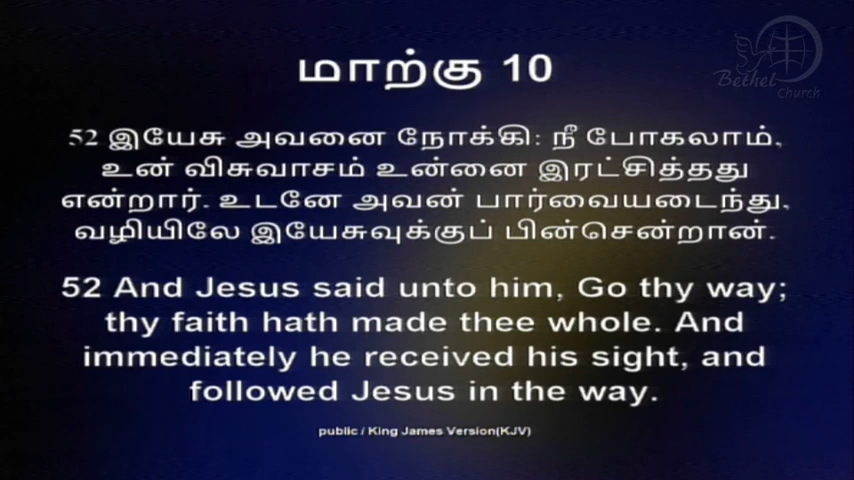 Bethel
Church
மாற்கு 10
52 இயேசு அவனை நோக்கி: நீ போகலாம்,
உன் விசுவாசம் உன்னை இரட்சித்தது
என்றார். உடனே அவன் பார்வையடைந்து,
வழியிலே இயேசுவுக்குப் பின்சென்றான்.
52 And Jesus said unto him, Go thy way;
thy faith hath made thee whole. And
immediately he received his sight, and
followed Jesus in the way.
public / King James Version(KJV)